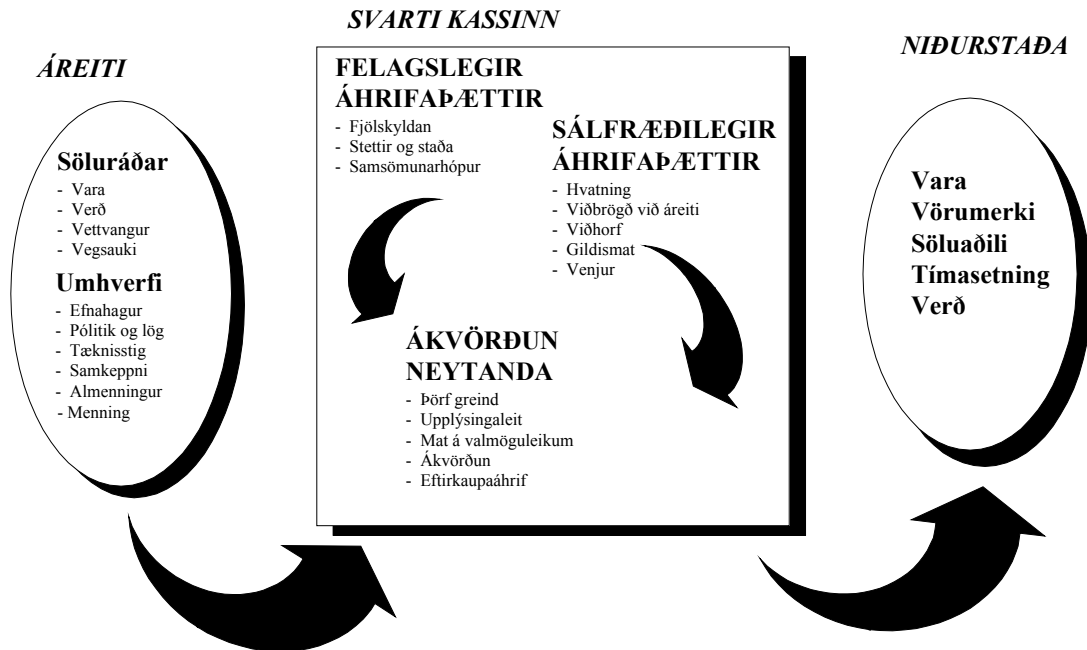 ÁREITI
Söluráðar
- Vara
- Verð
- Vettvangur
- Vegsauki
Umhverfi
- Efnahagur
- Pólitik og lög
- Tæknisstig
- Samkeppni
- Almenningur
- Menning
SVARTI KASSINN
FELAGSLEGIR
ÁHRIFAÞÆTTIR
- Fjölskyldan
- Stettir og staða
- Samsömunarhópur
SÁLFRÆÐILEGIR
ÁHRIFAÞÆTTIR
- Hvatning
- Viðbrögð við áreiti
- Viðhorf
- Gildismat
- Venjur
ÁKVÖRÐUN
NEYTANDA
- Þörf greind
- Upplýsingaleit
- Mat á valmöguleikum
- Ákvörðun
- Eftirkaupaáhrif
NIÐURSTAÐA
Vara
Vörumerki
Söluaðili
Tímasetning
Verð